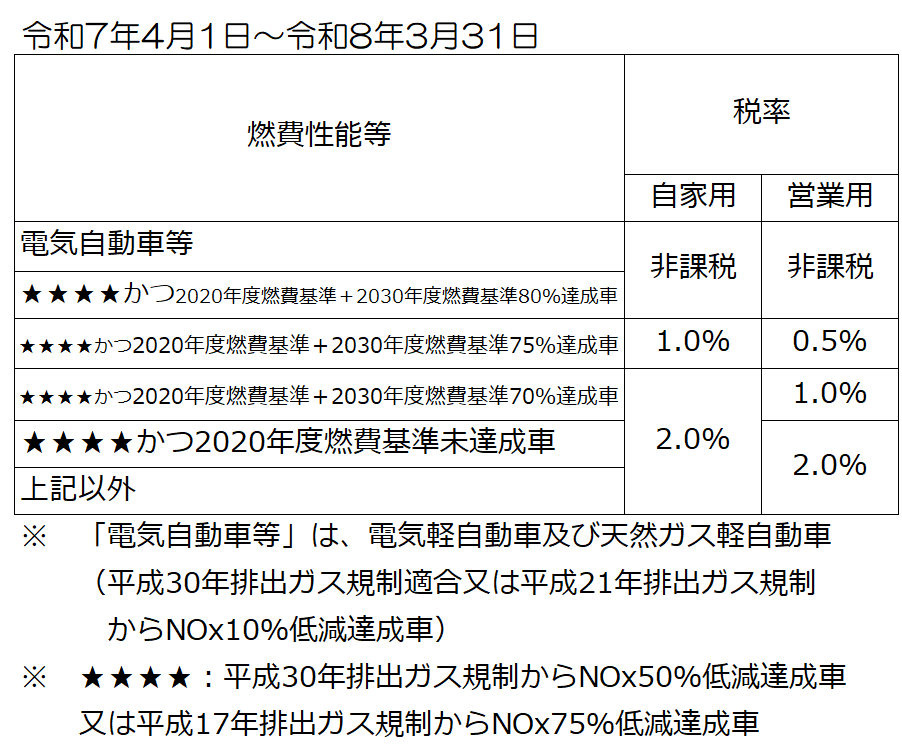 令和7年4月1日～令和8年3月31日
燃費性能等
税率
自家用
営業用
電気自動車等
非課税
非課税
★★★★かつ2020年度燃費基準＋2030年度燃費基準80%達成車
★★★★かつ2020年度燃費基準＋2030年度燃費基準75%達成車
1.0%
0.5%
★★★★かつ2020年度燃費基準＋2030年度燃費基準70%達成車
2.0%
1.0%
★★★★かつ2020年度燃費基準未達成車
2.0%
上記以外
※　「電気自動車等」は、電気軽自動車及び天然ガス軽自動車
（平成30年排出ガス規制適合又は平成21年排出ガス規制
からNOx10%低減達成車）
※　★★★★：平成30年排出ガス規制からNOx50%低減達成車
又は平成17年排出ガス規制からNOx75%低減達成車